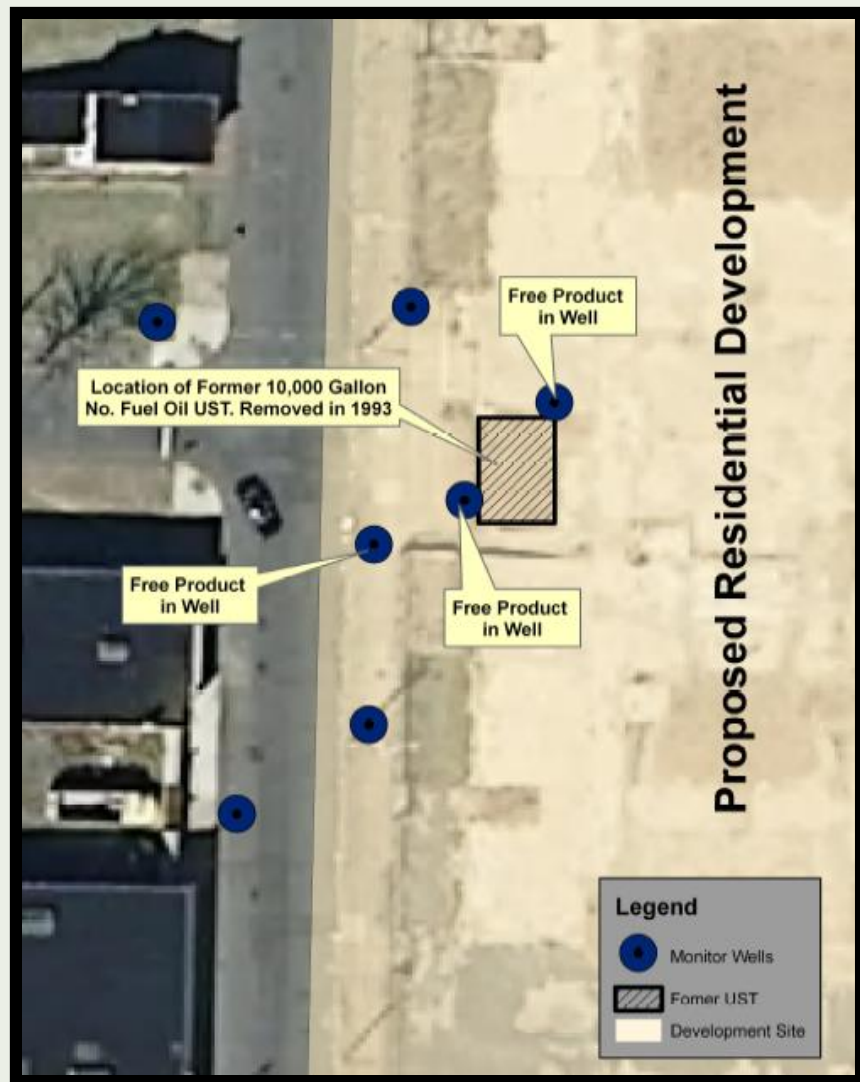 Proposed Residential Development
Free Product
in Well
Location of Former 10,000 Gallon
No. Fuel Oil UST. Removed in 1993
Free Product
in Well
Free Product
in Well
Legend
Monitor Wells
Fomer UST
Development Site